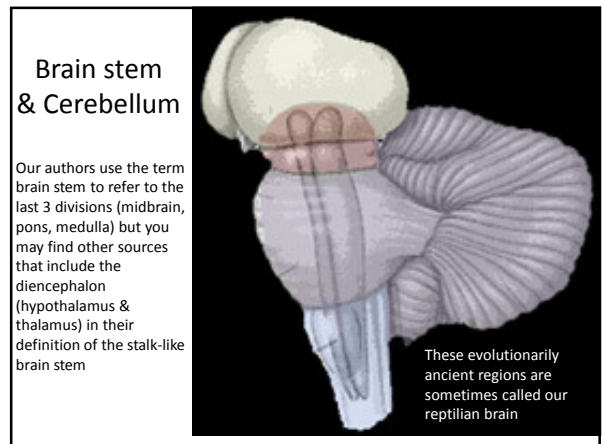 Brain stem
& Cerebellum
Our authors use the term
brain stem to refer to the
last 3 divisions (midbrain,
pons, medulla) but you
may find other sources
that include the
diencephalon
(hypothalamus &
thalamus) in their
definition of the stalk-like
brain stem
These evolutionarily
ancient regions are
sometimes called our
reptilian brain